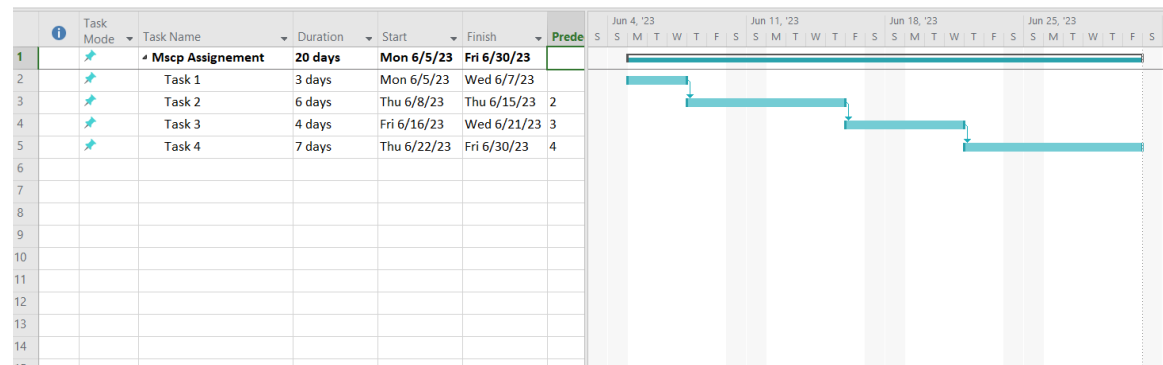 Jun 4, '23 Jun 11, '23 Jun 18, '23 Jun 25, '23
Task Mode Task Name Duration Start Finish Prede S S M T W T F S S M T W T F S S M T W T F S S M T W T F S
1 Mscp Assignement 20 days Mon 6/5/23 Fri 6/30/23
2 Task 1 3 days Mon 6/5/23 Wed 6/7/23
3 Task 2 6 days Thu 6/8/23 Thu 6/15/23 2
4 Task 3 4 days Fri 6/16/23 Wed 6/21/23 3
5 Task 4 7 days Thu 6/22/23 Fri 6/30/23 4
6
7
8
9
10
11
12
13
14